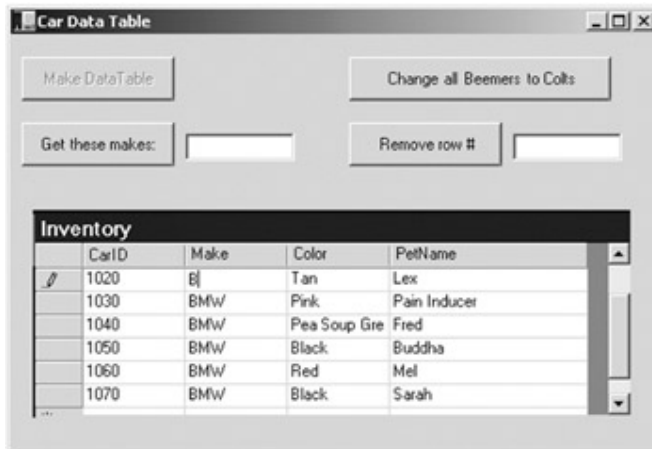 Car Data Table
Make DataTable
Change all Beemers to Colts
Get these makes:
Remove row #
Inventory
CarID Make Color PetName
1020 B Tan Lex
1030 BMW Pink Pain Inducer
1040 BMW Pea Soup Gre Fred
1050 BMW Black Buddha
1060 BMW Red Mel
1070 BMW Black Sarah